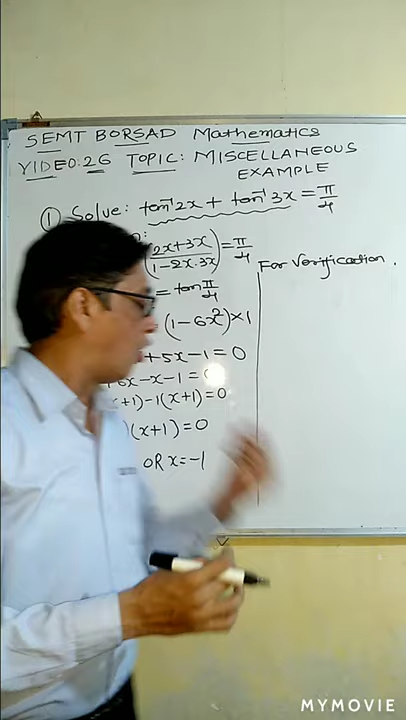 SEMT BORSAD Mathematics
VIDEO:26 TOPIC: MISCELLANEOUS
EXAMPLE
① Solve: tan⁻¹2x + tan⁻¹3x = π/4
(2x+3x/1-2x.3x) = π/4
For Verification.
= tan π/4
(1-6x²)×1
+5x-1=0
6x-x-1=0
x+1)-1(x+1)=0
)(x+1)=0
OR x=-1
MYMOVIE